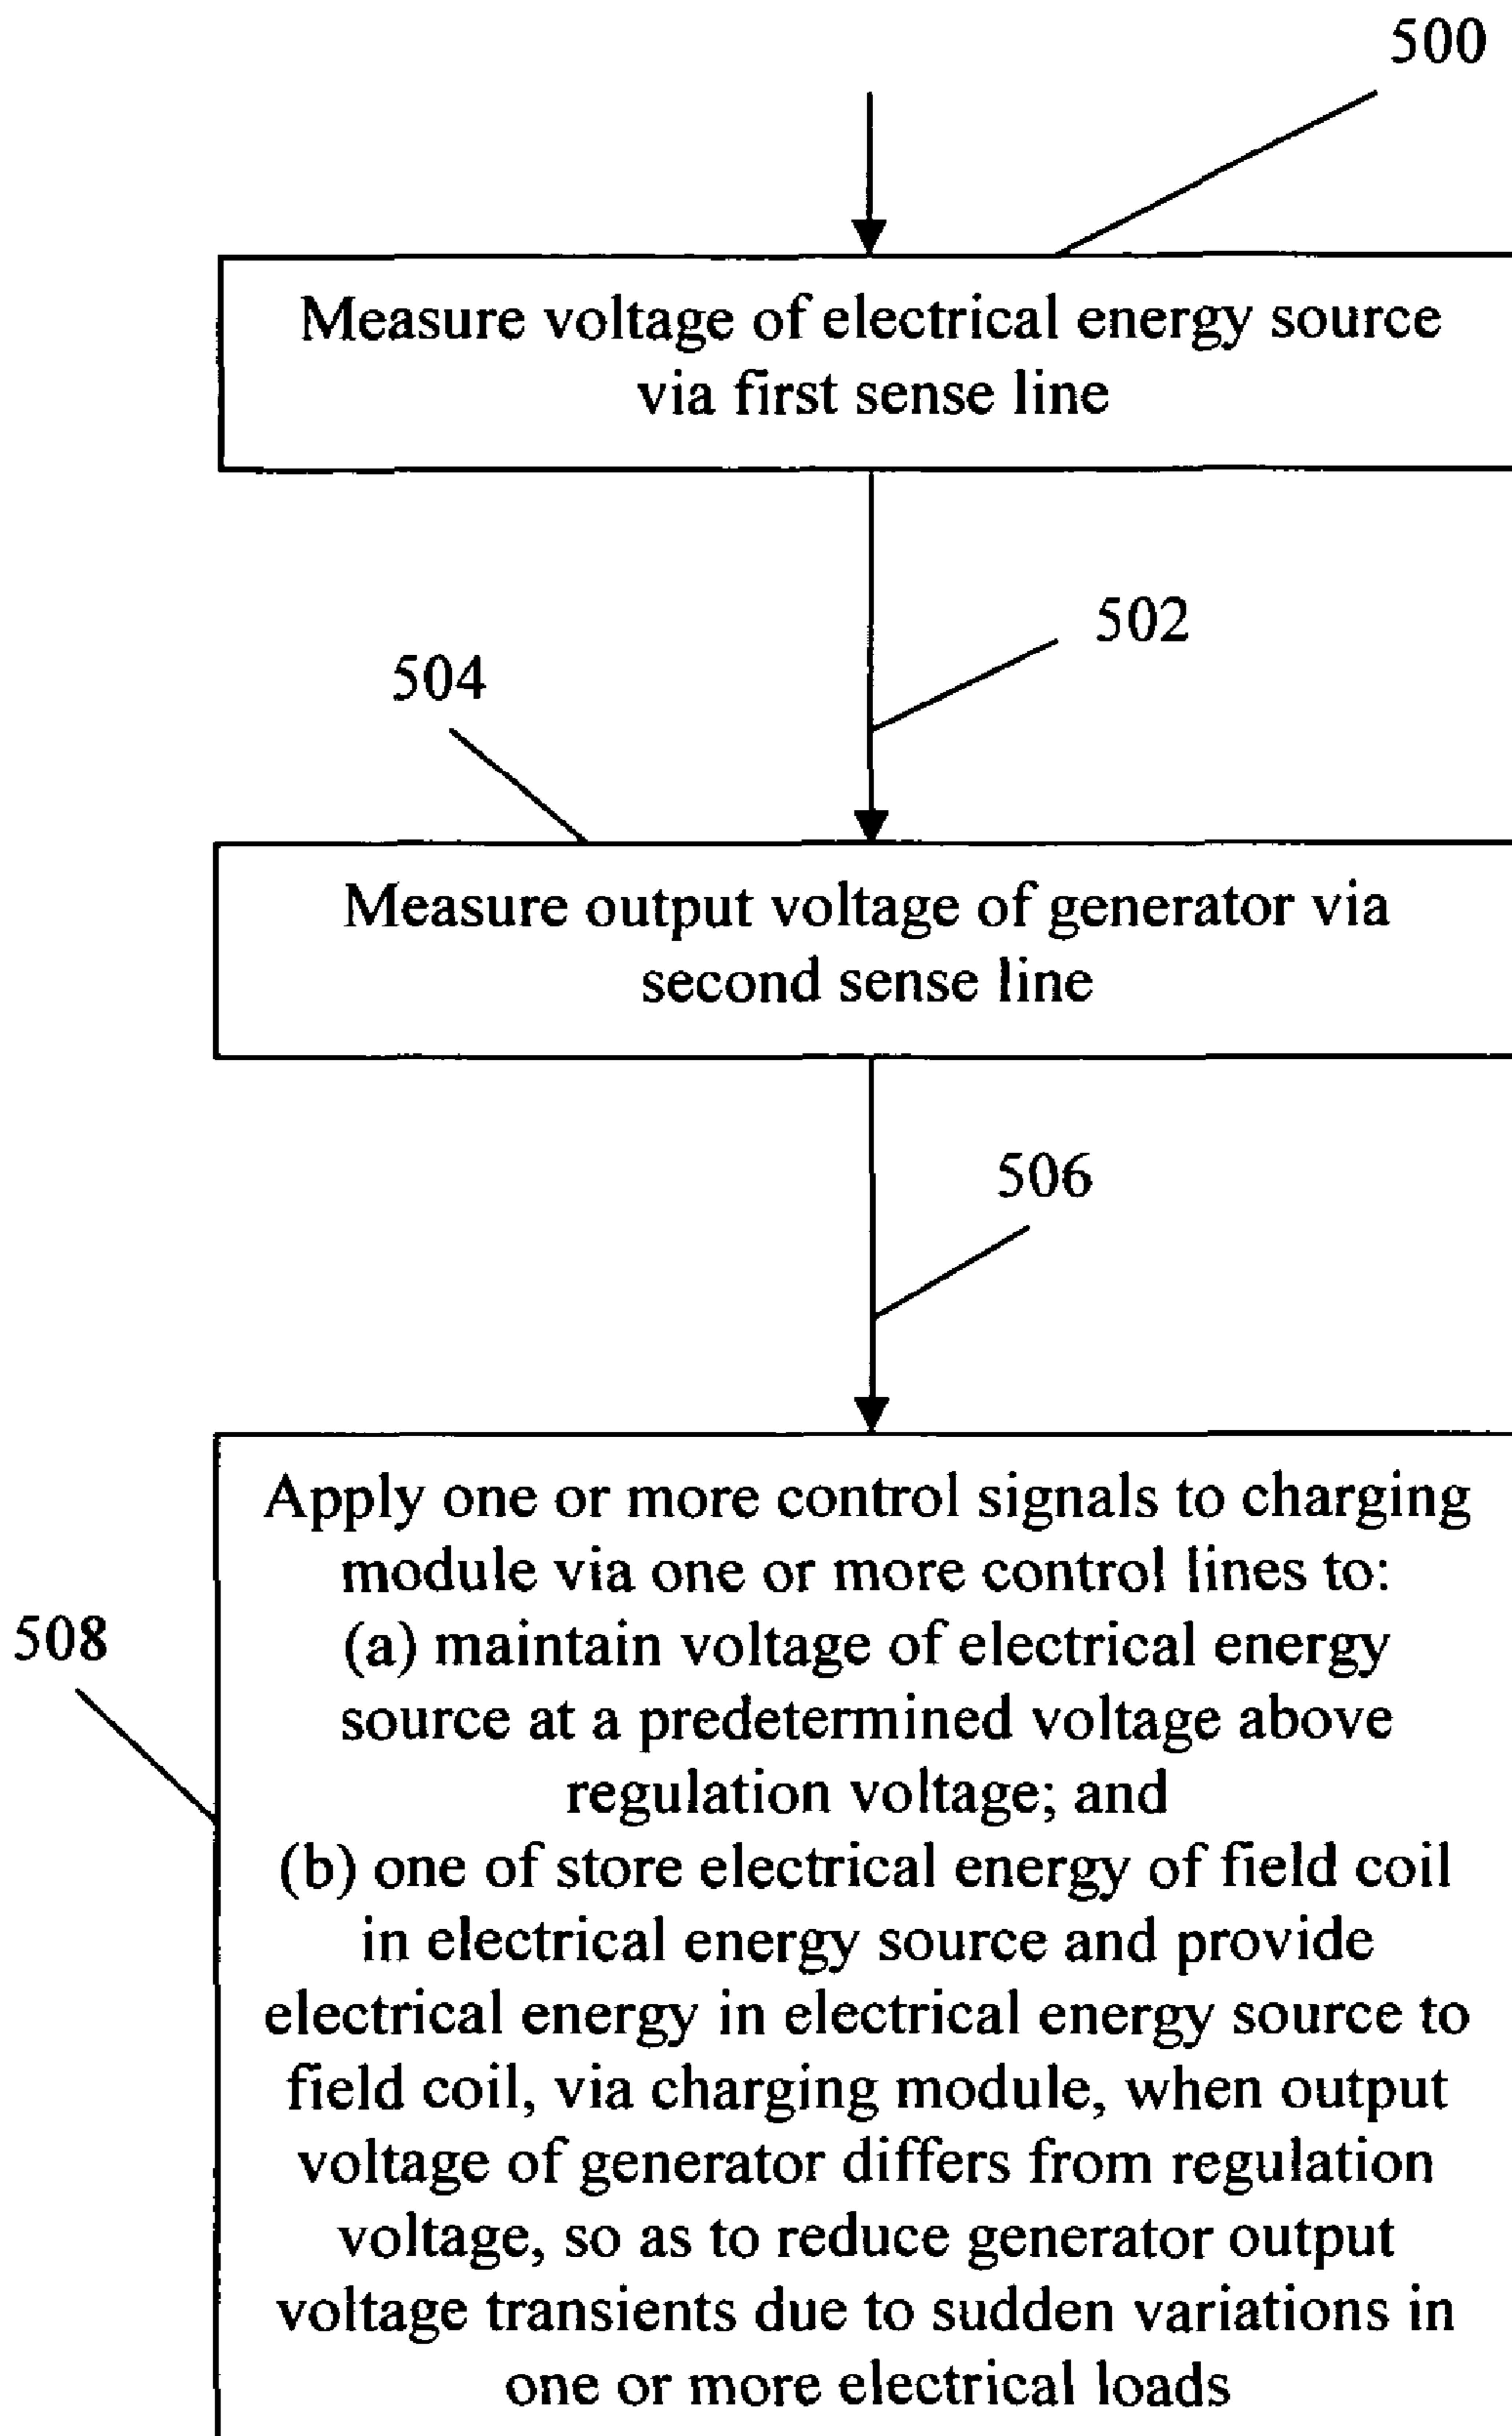 500
Measure voltage of electrical energy source
via first sense line
502
504
Measure output voltage of generator via
second sense line
506
Apply one or more control signals to charging
module via one or more control lines to:
(a) maintain voltage of electrical energy
source at a predetermined voltage above
regulation voltage; and
(b) one of store electrical energy of field coil
in electrical energy source and provide
electrical energy in electrical energy source to
field coil, via charging module, when output
voltage of generator differs from regulation
voltage, so as to reduce generator output
voltage transients due to sudden variations in
one or more electrical loads
508